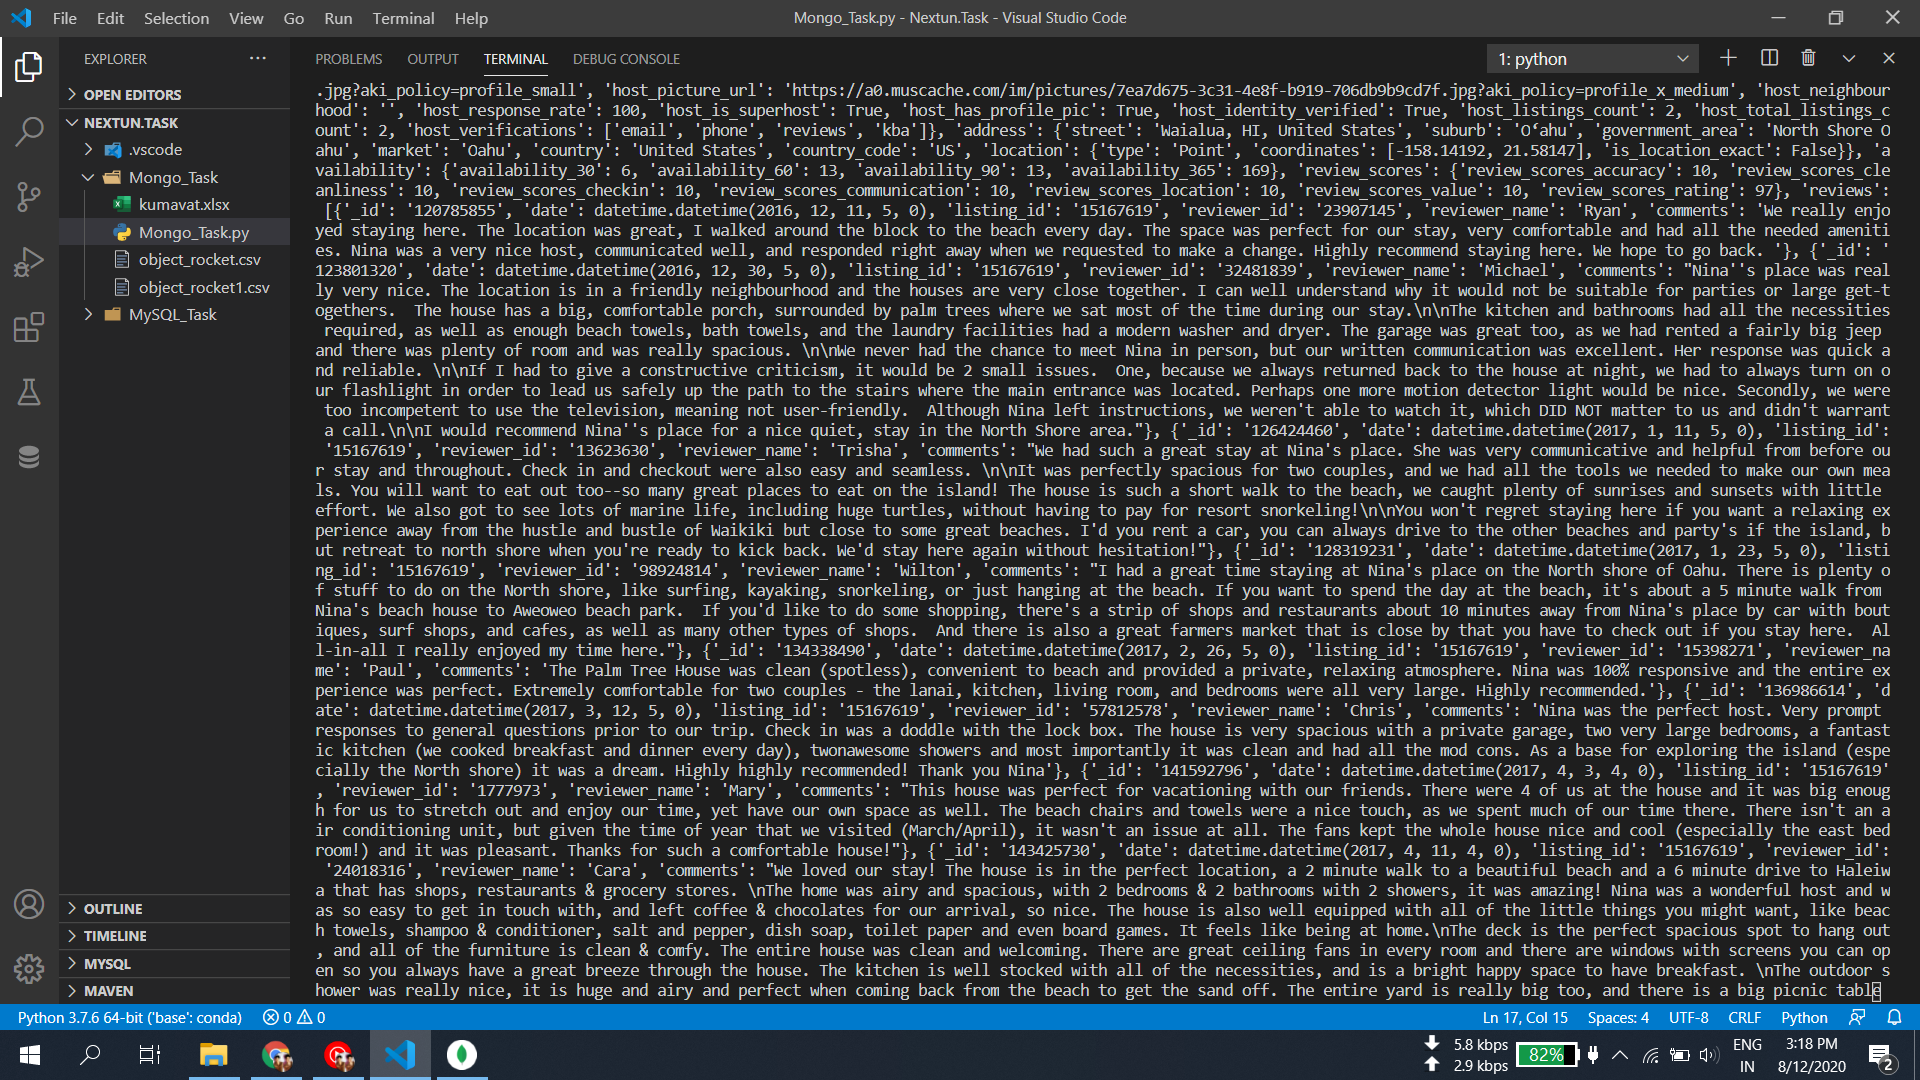 File Edit Selection View Go Run Terminal Help
Mongo_Task.py - Nextun.Task - Visual Studio Code
EXPLORER
OPEN EDITORS
NEXTUN.TASK
.vscode
Mongo_Task
kumavat.xlsx
Mongo_Task.py
object_rocket.csv
object_rocket1.csv
MySQL_Task
OUTLINE
TIMELINE
MYSQL
MAVEN
PROBLEMS OUTPUT TERMINAL DEBUG CONSOLE
1: python
.jpg?aki_policy=profile_small', 'host_picture_url': 'https://a0.muscache.com/im/pictures/7ea7d675-3c31-4e8f-b919-706db9b9cd7f.jpg?aki_policy=profile_x_medium', 'host_neighbour
hood': '', 'host_response_rate': 100, 'host_is_superhost': True, 'host_has_profile_pic': True, 'host_identity_verified': True, 'host_listings_count': 2, 'host_total_listings_c
ount': 2, 'host_verifications': ['email', 'phone', 'reviews', 'kba']}, 'address': {'street': 'Waialua, HI, United States', 'suburb': 'Oʻahu', 'government_area': 'North Shore O
ahu', 'market': 'Oahu', 'country': 'United States', 'country_code': 'US', 'location': {'type': 'Point', 'coordinates': [-158.14192, 21.58147], 'is_location_exact': False}}, 'a
vailability': {'availability_30': 6, 'availability_60': 13, 'availability_90': 13, 'availability_365': 169}, 'review_scores': {'review_scores_accuracy': 10, 'review_scores_cle
anliness': 10, 'review_scores_checkin': 10, 'review_scores_communication': 10, 'review_scores_location': 10, 'review_scores_value': 10, 'review_scores_rating': 97}, 'reviews':
[{'_id': '120785855', 'date': datetime.datetime(2016, 12, 11, 5, 0), 'listing_id': '15167619', 'reviewer_id': '23907145', 'reviewer_name': 'Ryan', 'comments': 'We really enjo
yed staying here. The location was great, I walked around the block to the beach every day. The space was perfect for our stay, very comfortable and had all the needed ameniti
es. Nina was a very nice host, communicated well, and responded right away when we requested to make a change. Highly recommend staying here. We hope to go back. '}, {'_id': '
123801320', 'date': datetime.datetime(2016, 12, 30, 5, 0), 'listing_id': '15167619', 'reviewer_id': '32481839', 'reviewer_name': 'Michael', 'comments': "Nina''s place was real
ly very nice. The location is in a friendly neighbourhood and the houses are very close together. I can well understand why it would not be suitable for parties or large get-t
ogethers.  The house has a big, comfortable porch, surrounded by palm trees where we sat most of the time during our stay.\n\nThe kitchen and bathrooms had all the necessities
required, as well as enough beach towels, bath towels, and the laundry facilities had a modern washer and dryer. The garage was great too, as we had rented a fairly big jeep
and there was plenty of room and was really spacious. \n\nWe never had the chance to meet Nina in person, but our written communication was excellent. Her response was quick a
nd reliable. \n\nIf I had to give a constructive criticism, it would be 2 small issues.  One, because we always returned back to the house at night, we had to always turn on o
ur flashlight in order to lead us safely up the path to the stairs where the main entrance was located. Perhaps one more motion detector light would be nice. Secondly, we were
too incompetent to use the television, meaning not user-friendly.  Although Nina left instructions, we weren't able to watch it, which DID NOT matter to us and didn't warrant
a call.\n\nI would recommend Nina''s place for a nice quiet, stay in the North Shore area."}, {'_id': '126424460', 'date': datetime.datetime(2017, 1, 11, 5, 0), 'listing_id':
'15167619', 'reviewer_id': '13623630', 'reviewer_name': 'Trisha', 'comments': "We had such a great stay at Nina's place. She was very communicative and helpful from before ou
r stay and throughout. Check in and checkout were also easy and seamless. \n\nIt was perfectly spacious for two couples, and we had all the tools we needed to make our own mea
ls. You will want to eat out too--so many great places to eat on the island! The house is such a short walk to the beach, we caught plenty of sunrises and sunsets with little
effort. We also got to see lots of marine life, including huge turtles, without having to pay for resort snorkeling!\n\nYou won't regret staying here if you want a relaxing ex
perience away from the hustle and bustle of Waikiki but close to some great beaches. I'd you rent a car, you can always drive to the other beaches and party's if the island, b
ut retreat to north shore when you're ready to kick back. We'd stay here again without hesitation!"}, {'_id': '128319231', 'date': datetime.datetime(2017, 1, 23, 5, 0), 'listi
ng_id': '15167619', 'reviewer_id': '98924814', 'reviewer_name': 'Wilton', 'comments': "I had a great time staying at Nina's place on the North shore of Oahu. There is plenty o
f stuff to do on the North shore, like surfing, kayaking, snorkeling, or just hanging at the beach. If you want to spend the day at the beach, it's about a 5 minute walk from
Nina's beach house to Aweoweo beach park.  If you'd like to do some shopping, there's a strip of shops and restaurants about 10 minutes away from Nina's place by car with bout
iques, surf shops, and cafes, as well as many other types of shops.  And there is also a great farmers market that is close by that you have to check out if you stay here.  Al
l-in-all I really enjoyed my time here."}, {'_id': '134338490', 'date': datetime.datetime(2017, 2, 26, 5, 0), 'listing_id': '15167619', 'reviewer_id': '15398271', 'reviewer_na
me': 'Paul', 'comments': 'The Palm Tree House was clean (spotless), convenient to beach and provided a private, relaxing atmosphere. Nina was 100% responsive and the entire ex
perience was perfect. Extremely comfortable for two couples - the lanai, kitchen, living room, and bedrooms were all very large. Highly recommended.'}, {'_id': '136986614', 'd
ate': datetime.datetime(2017, 3, 12, 5, 0), 'listing_id': '15167619', 'reviewer_id': '57812578', 'reviewer_name': 'Chris', 'comments': 'Nina was the perfect host. Very prompt
responses to general questions prior to our trip. Check in was a doddle with the lock box. The house is very spacious with a private garage, two very large bedrooms, a fantast
ic kitchen (we cooked breakfast and dinner every day), twonawesome showers and most importantly it was clean and had all the mod cons. As a base for exploring the island (espe
cially the North shore) it was a dream. Highly highly recommended! Thank you Nina'}, {'_id': '141592796', 'date': datetime.datetime(2017, 4, 3, 4, 0), 'listing_id': '15167619'
, 'reviewer_id': '1777973', 'reviewer_name': 'Mary', 'comments': "This house was perfect for vacationing with our friends. There were 4 of us at the house and it was big enoug
h for us to stretch out and enjoy our time, yet have our own space as well. The beach chairs and towels were a nice touch, as we spent much of our time there. There isn't an a
ir conditioning unit, but given the time of year that we visited (March/April), it wasn't an issue at all. The fans kept the whole house nice and cool (especially the east bed
room!) and it was pleasant. Thanks for such a comfortable house!"}, {'_id': '143425730', 'date': datetime.datetime(2017, 4, 11, 4, 0), 'listing_id': '15167619', 'reviewer_id':
'24018316', 'reviewer_name': 'Cara', 'comments': "We loved our stay! The house is in the perfect location, a 2 minute walk to a beautiful beach and a 6 minute drive to Haleiw
a that has shops, restaurants & grocery stores. \nThe home was airy and spacious, with 2 bedrooms & 2 bathrooms with 2 showers, it was amazing! Nina was a wonderful host and w
as so easy to get in touch with, and left coffee & chocolates for our arrival, so nice. The house is also well equipped with all of the little things you might want, like beac
h towels, shampoo & conditioner, salt and pepper, dish soap, toilet paper and even board games. It feels like being at home.\nThe deck is the perfect spacious spot to hang out
, and all of the furniture is clean & comfy. The entire house was clean and welcoming. There are great ceiling fans in every room and there are windows with screens you can op
en so you always have a great breeze through the house. The kitchen is well stocked with all of the necessities, and is a bright happy space to have breakfast. \nThe outdoor s
hower was really nice, it is huge and airy and perfect when coming back from the beach to get the sand off. The entire yard is really big too, and there is a big picnic table
Python 3.7.6 64-bit ('base': conda) 0 0
Ln 17, Col 15 Spaces: 4 UTF-8 CRLF Python
5.8 kbps
2.9 kbps
82%
ENG
IN
3:18 PM
8/12/2020
2